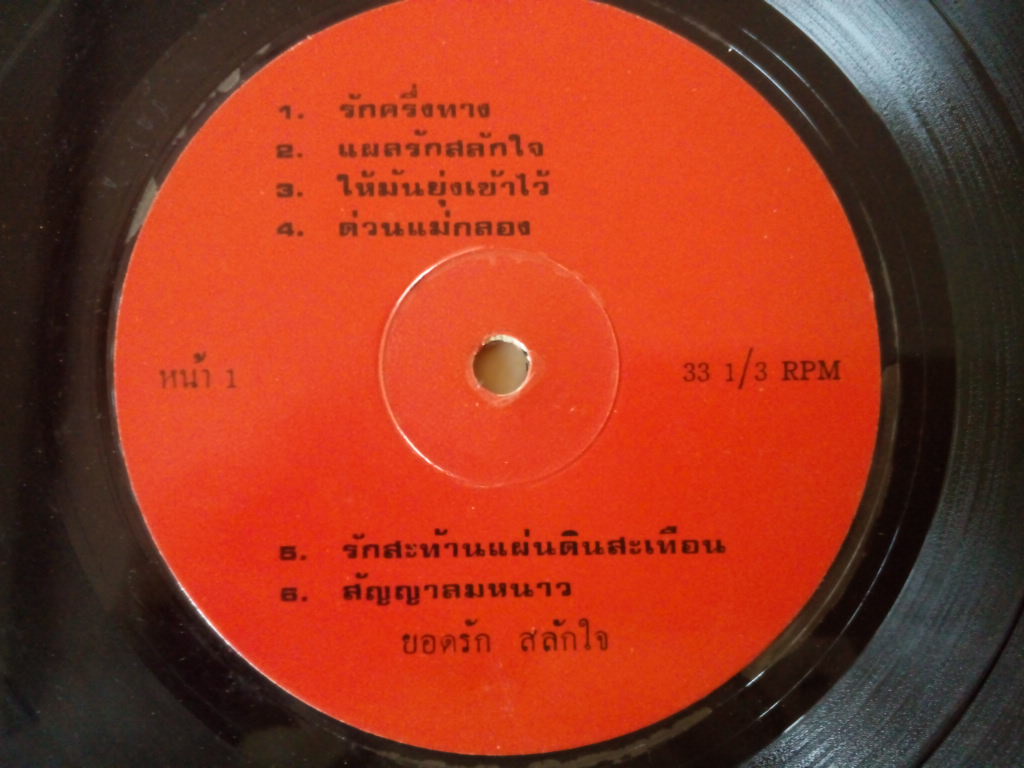 1. รักครึ่งทาง
2. แผลรักสลักใจ
3. ให้มันยุ่งเข้าไว้
4. ด่วนแม่กลอง
หน้า 1
33 1/3 RPM
5. รักสะท้านแผ่นดินสะเทือน
6. สัญญาลมหนาว
ยอดรัก สลักใจ